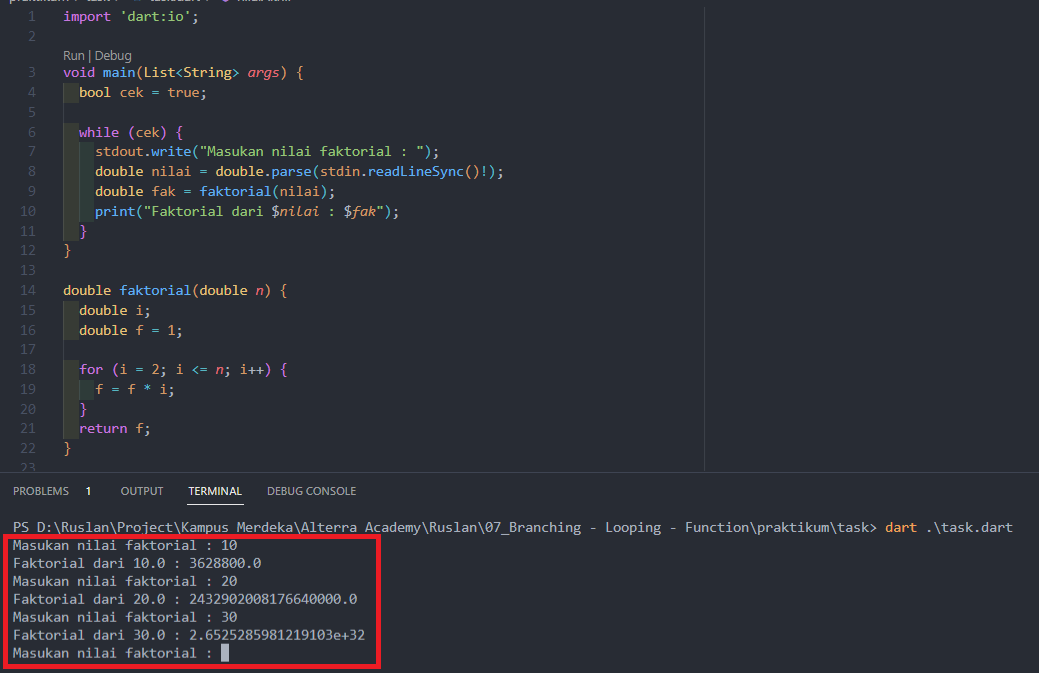 1 import 'dart:io';
2
Run | Debug
3 void main(List<String> args) {
4 bool cek = true;
5
6 while (cek) {
7 stdout.write("Masukan nilai faktorial : ");
8 double nilai = double.parse(stdin.readLineSync()!);
9 double fak = faktorial(nilai);
10 print("Faktorial dari $nilai : $fak");
11 }
12 }
13
14 double faktorial(double n) {
15 double i;
16 double f = 1;
17
18 for (i = 2; i <= n; i++) {
19 f = f * i;
20 }
21 return f;
22 }
23
PROBLEMS 1 OUTPUT TERMINAL DEBUG CONSOLE
PS D:\Ruslan\Project\Kampus Merdeka\Alterra Academy\Ruslan\07_Branching - Looping - Function\praktikum\task> dart .\task.dart
Masukan nilai faktorial : 10
Faktorial dari 10.0 : 3628800.0
Masukan nilai faktorial : 20
Faktorial dari 20.0 : 2432902008176640000.0
Masukan nilai faktorial : 30
Faktorial dari 30.0 : 2.6525285981219103e+32
Masukan nilai faktorial :